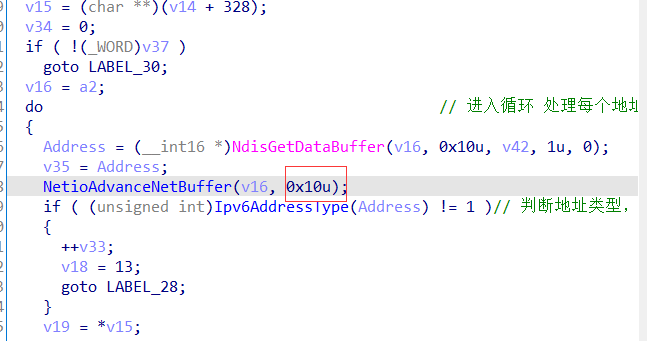 v15 = (char **)(v14 + 328);
v34 = 0;
if ( !(_WORD)v37 )
goto LABEL_30;
v16 = a2;
do // 进入循环 处理每个地址
{
Address = (__int16 *)NdisGetDataBuffer(v16, 0x10u, v42, 1u, 0);
v35 = Address;
NetioAdvanceNetBuffer(v16, 0x10u);
if ( (unsigned int)Ipv6AddressType(Address) != 1 )// 判断地址类型，
{
++v33;
v18 = 13;
goto LABEL_28;
}
v19 = *v15;